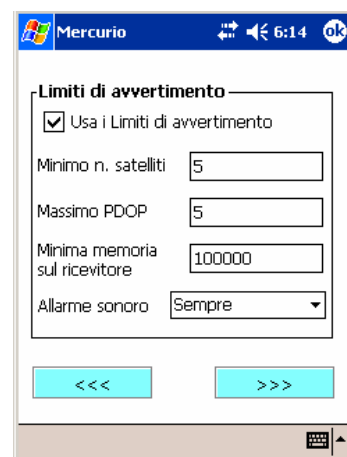 Mercurio 6:14 ok
Limiti di avvertimento
Usa i Limiti di avvertimento
Minimo n. satelliti 5
Massimo PDOP 5
Minima memoria
sul ricevitore 100000
Allarme sonoro Sempre
<<< >>>